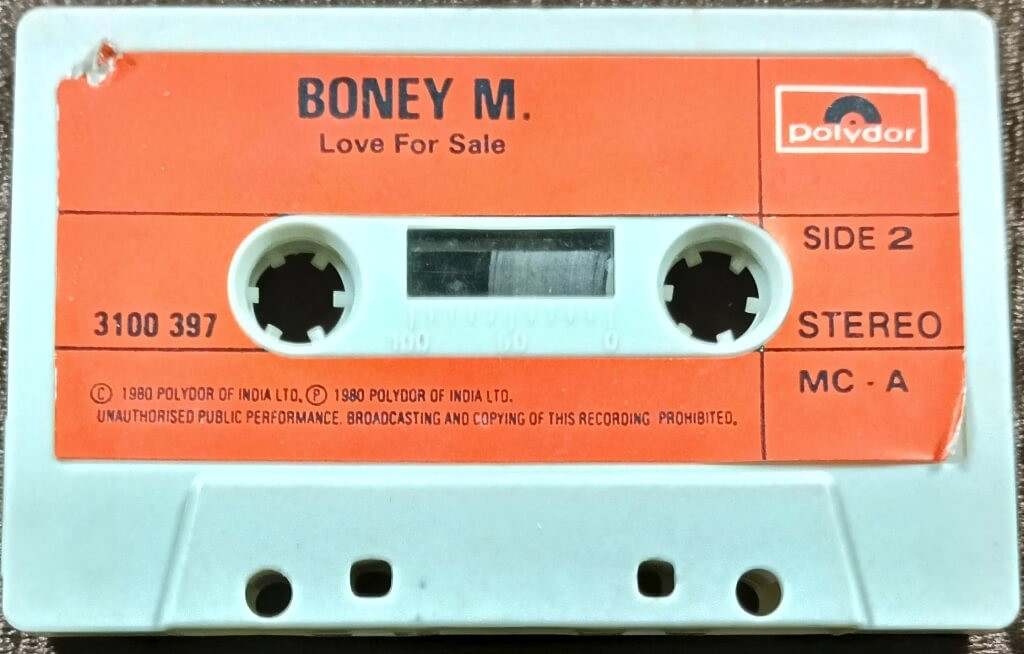 BONEY M.
Love For Sale
polydor
SIDE 2
3100 397
STEREO
100 50 0
MC - A
Ⓒ 1980 POLYDOR OF INDIA LTD. Ⓟ 1980 POLYDOR OF INDIA LTD.
UNAUTHORISED PUBLIC PERFORMANCE. BROADCASTING AND COPYING OF THIS RECORDING PROHIBITED.